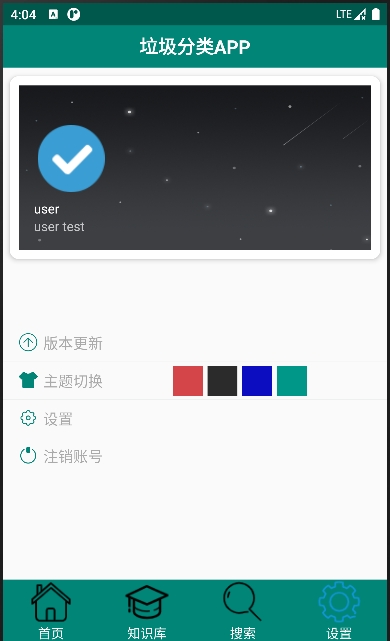 4:04 LTE
垃圾分类APP
user
user test
版本更新
主题切换
设置
注销账号
首页 知识库 搜索 设置